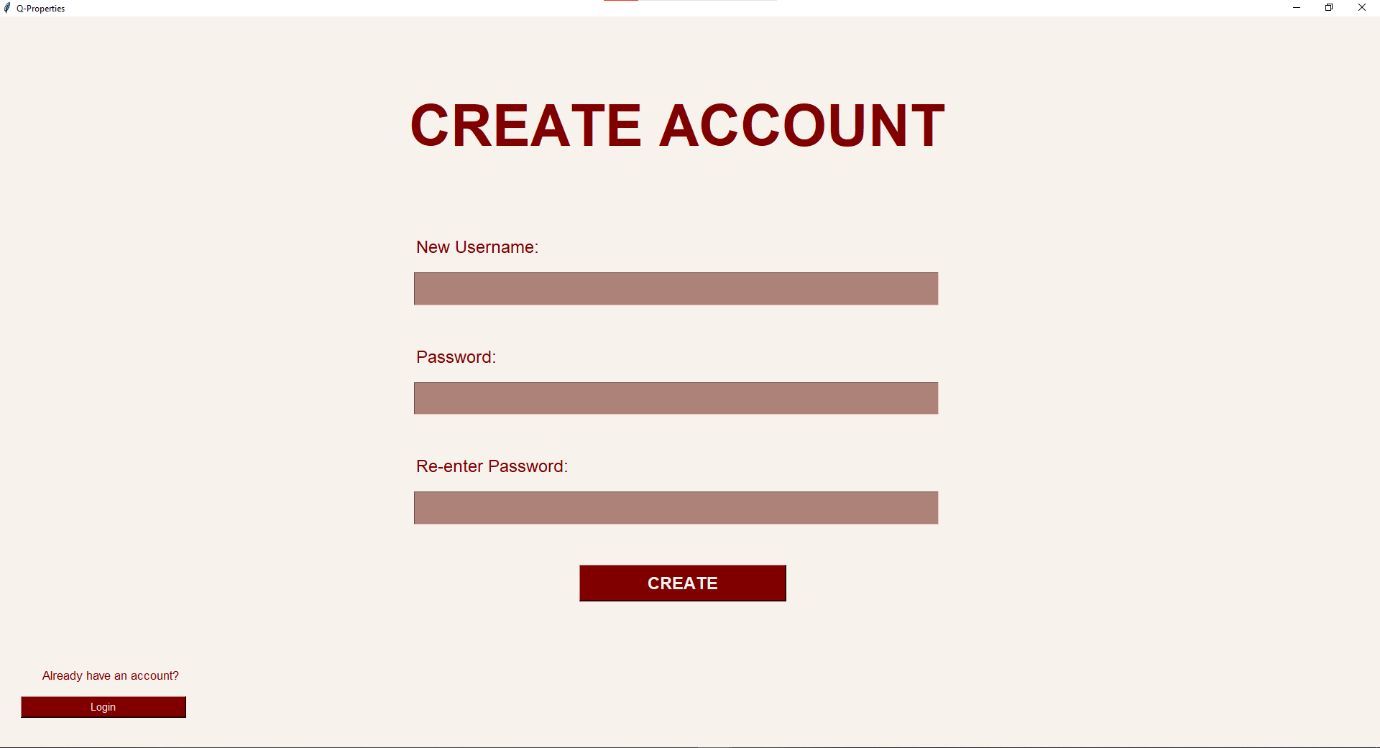 Q-Properties
CREATE ACCOUNT
New Username:
Password:
Re-enter Password:
CREATE
Already have an account?
Login